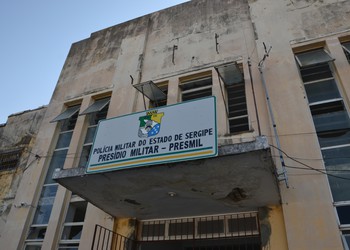 POLÍCIA MILITAR DO ESTADO DE SERGIPE
PRESÍDIO MILITAR - PRESMIL